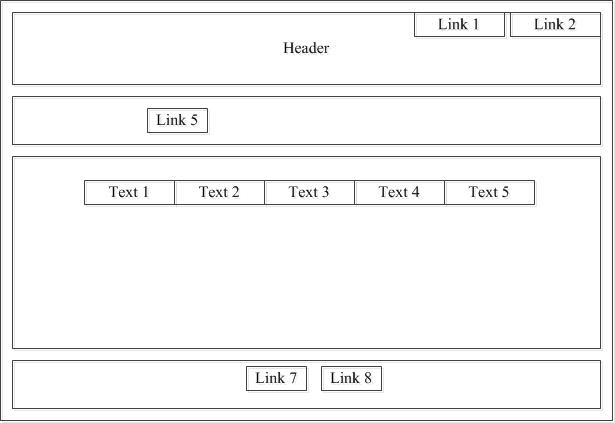 Link 1 Link 2
Header
Link 5
Text 1 Text 2 Text 3 Text 4 Text 5
Link 7 Link 8